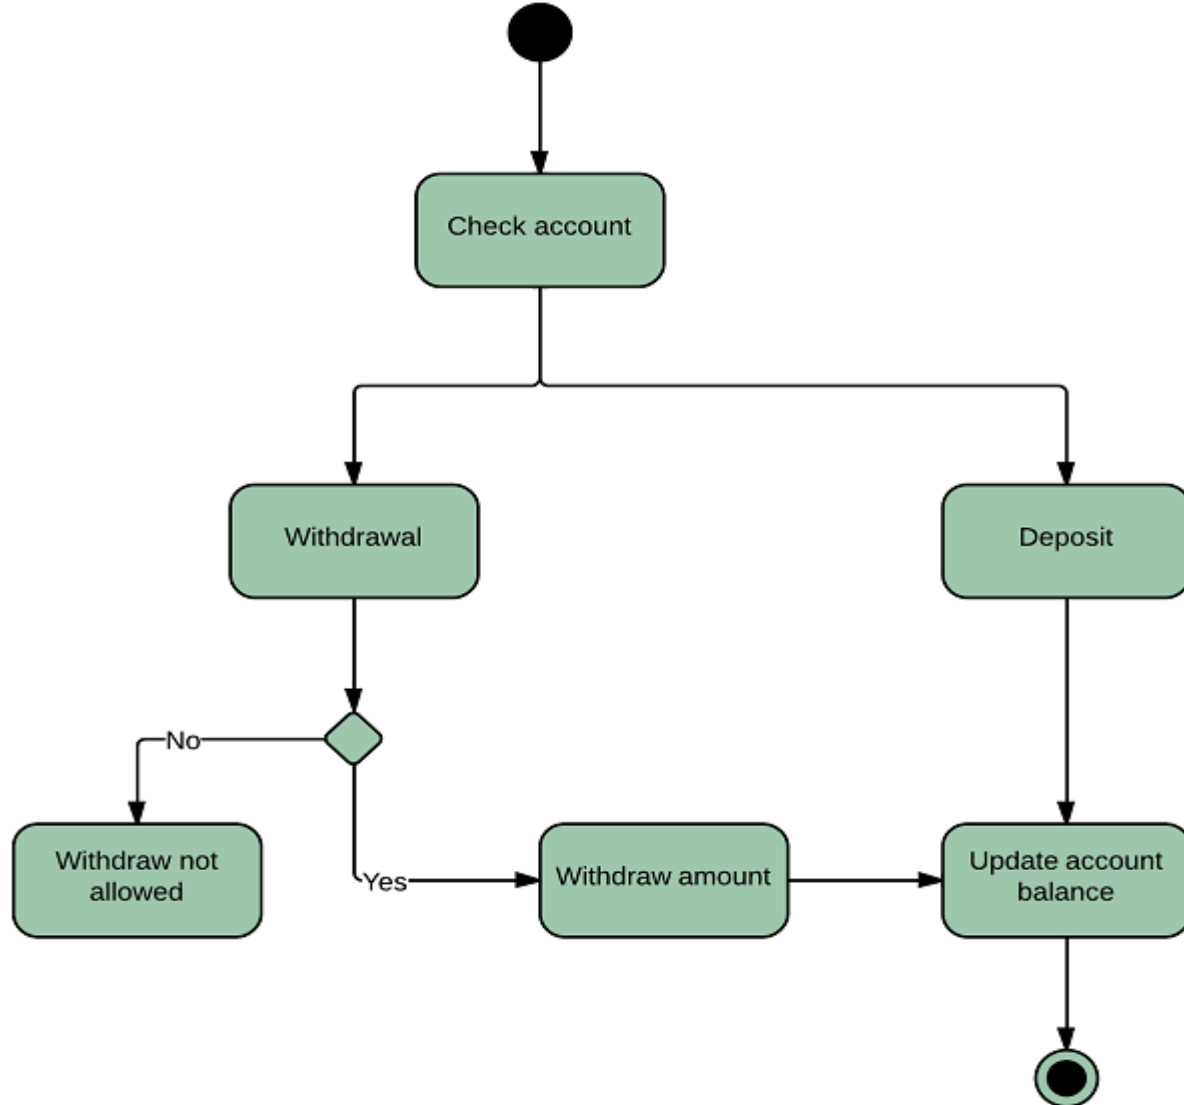 Check account
Withdrawal
Deposit
No
Withdraw not
allowed
Yes
Withdraw amount
Update account
balance